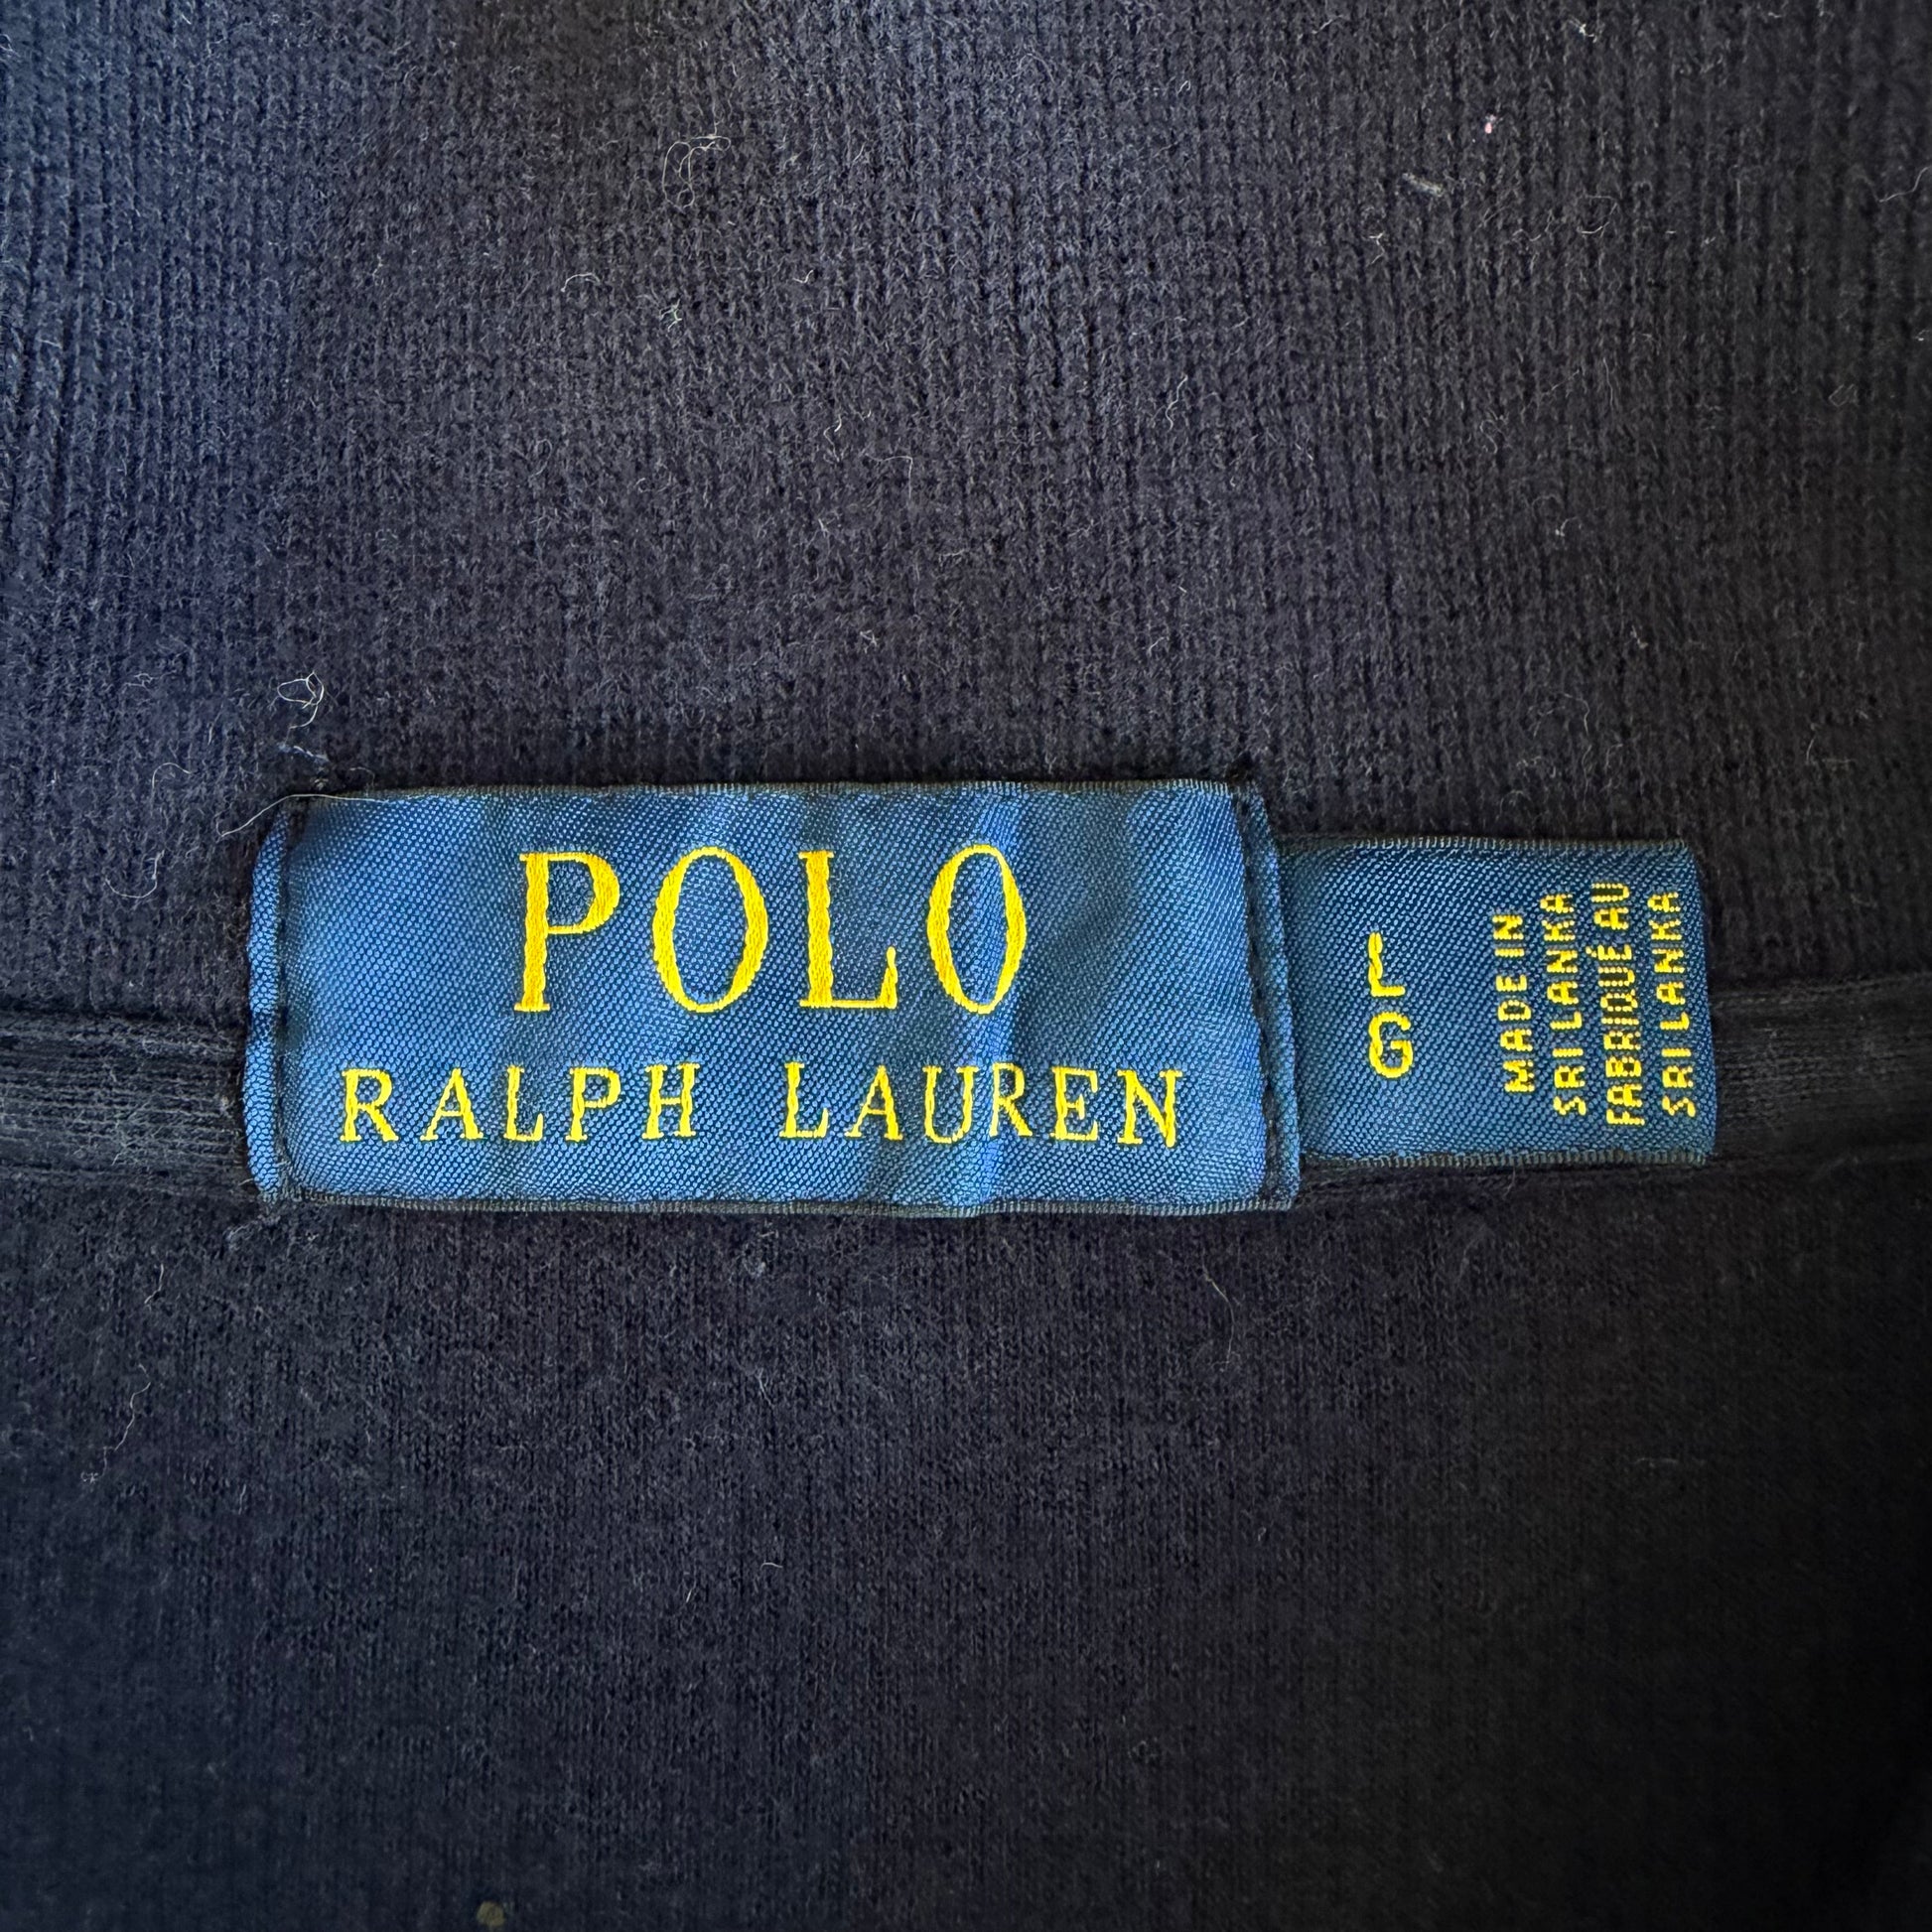 POLO
RALPH LAUREN
L
G
MADE IN
SRI LANKA
FABRIQUÉ AU
SRI LANKA